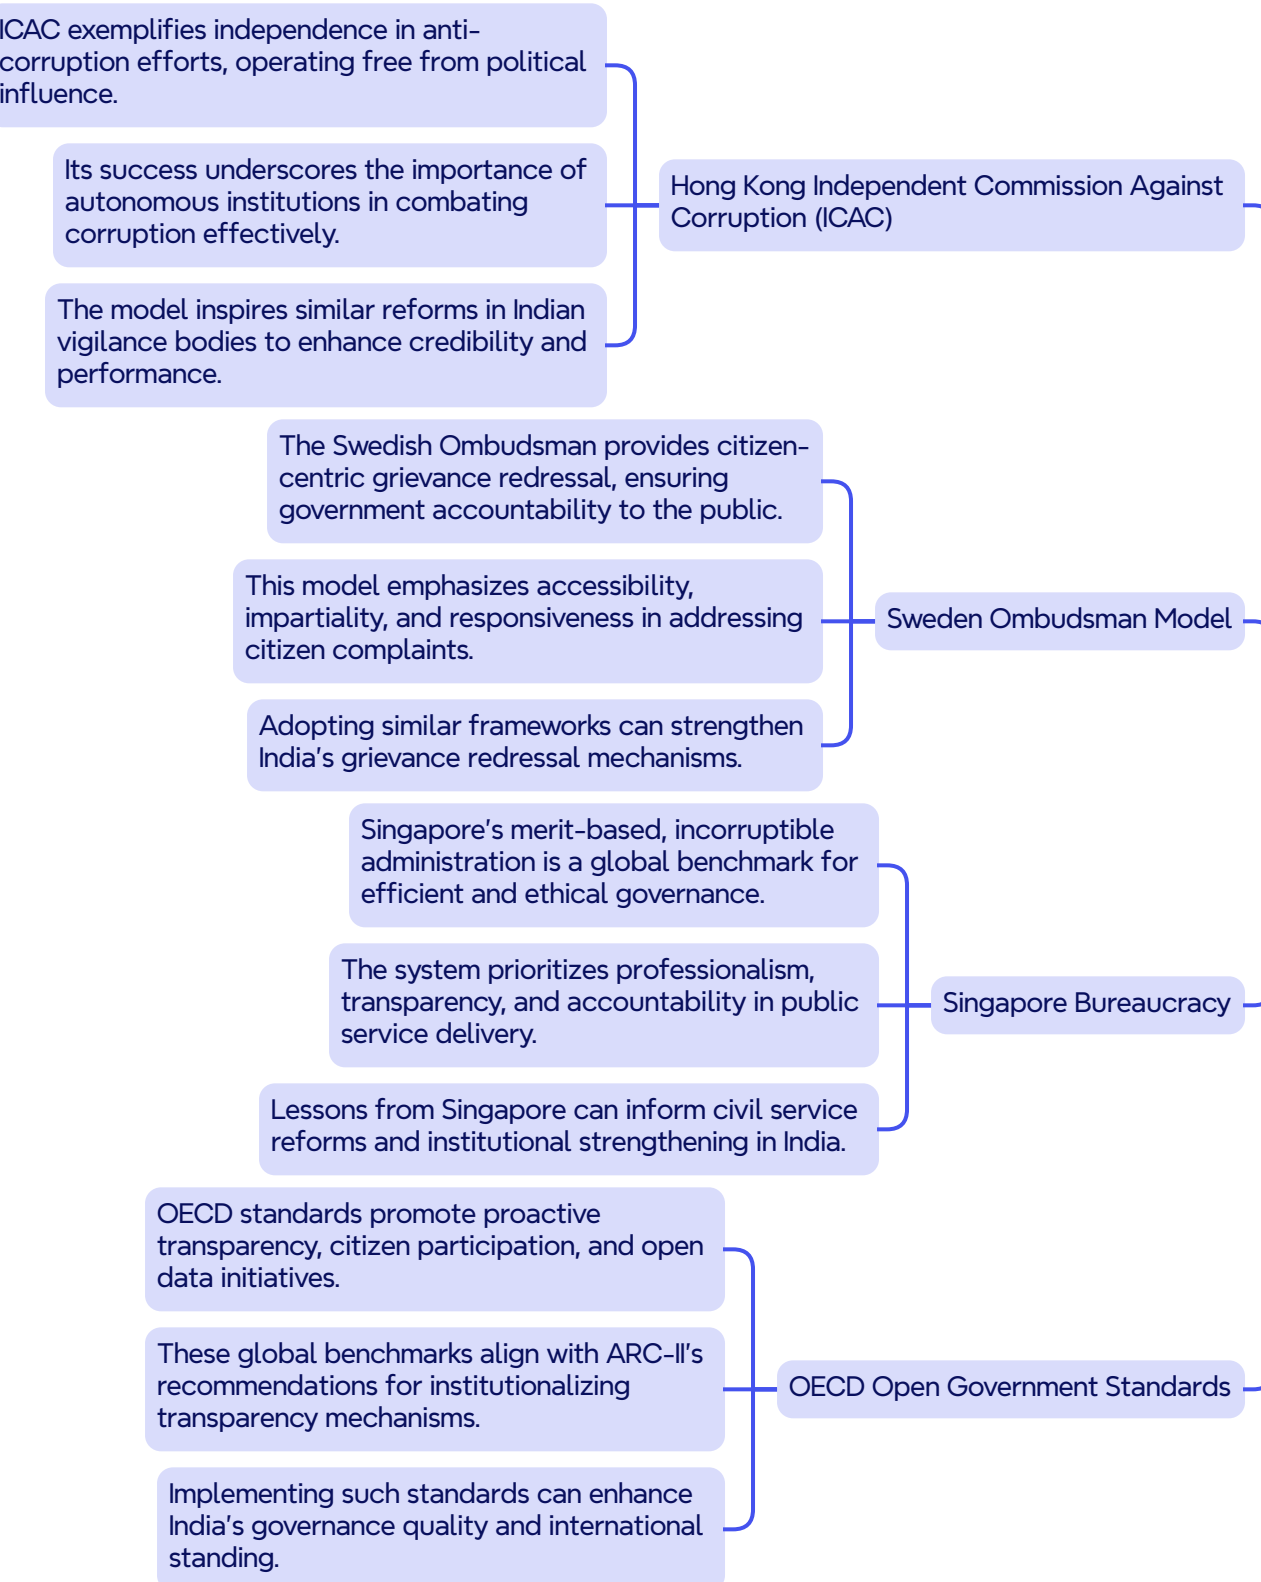 ICAC exemplifies independence in anti-
corruption efforts, operating free from political
influence.
Its success underscores the importance of
autonomous institutions in combating
corruption effectively.
The model inspires similar reforms in Indian
vigilance bodies to enhance credibility and
performance.
Hong Kong Independent Commission Against
Corruption (ICAC)
The Swedish Ombudsman provides citizen-
centric grievance redressal, ensuring
government accountability to the public.
This model emphasizes accessibility,
impartiality, and responsiveness in addressing
citizen complaints.
Adopting similar frameworks can strengthen
India's grievance redressal mechanisms.
Sweden Ombudsman Model
Singapore's merit-based, incorruptible
administration is a global benchmark for
efficient and ethical governance.
The system prioritizes professionalism,
transparency, and accountability in public
service delivery.
Lessons from Singapore can inform civil service
reforms and institutional strengthening in India.
Singapore Bureaucracy
OECD standards promote proactive
transparency, citizen participation, and open
data initiatives.
These global benchmarks align with ARC-II's
recommendations for institutionalizing
transparency mechanisms.
Implementing such standards can enhance
India's governance quality and international
standing.
OECD Open Government Standards